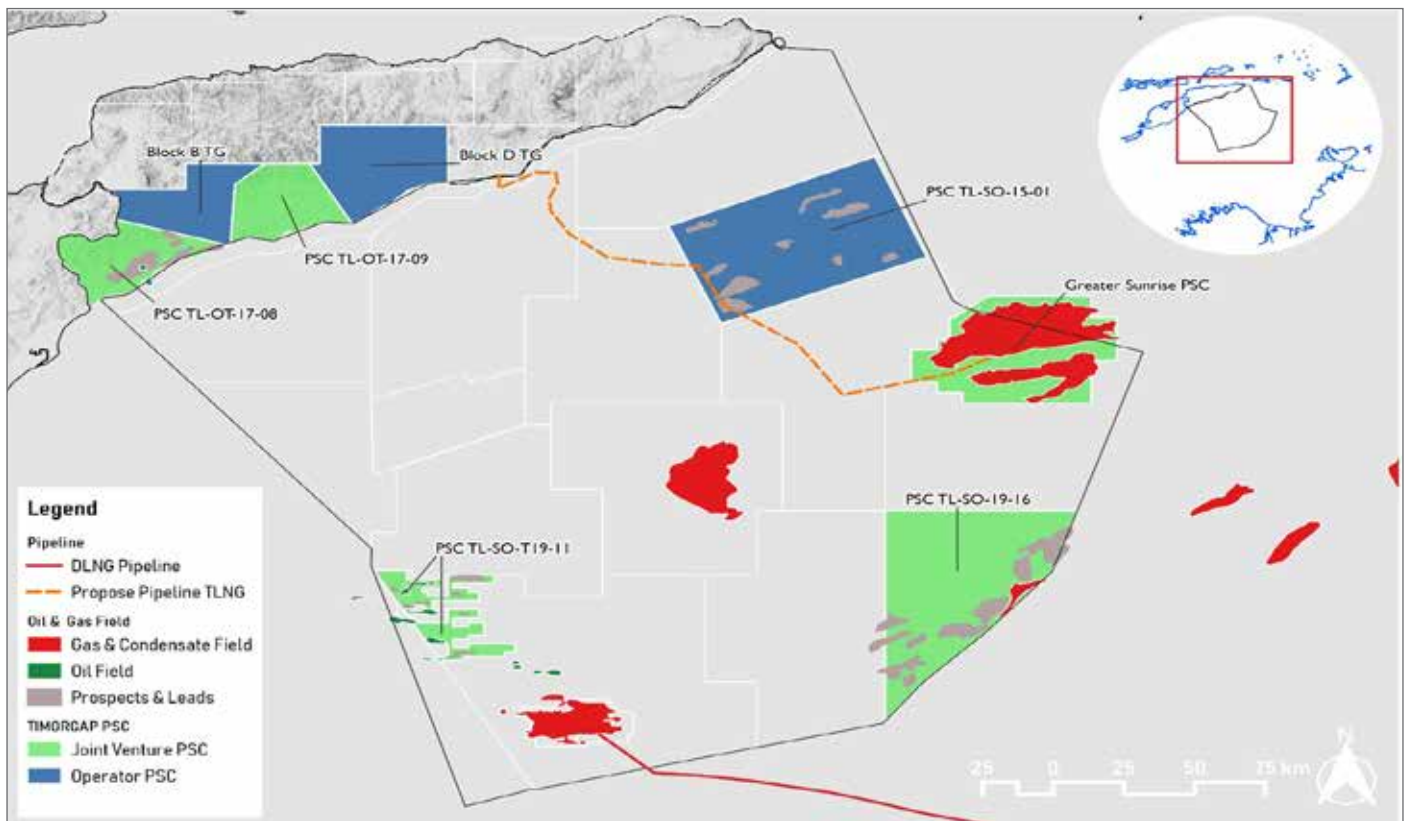 Block B TG
Block D TG
PSC TL-SO-15-01
PSC TL-OT-17-09
Greater Sunrise PSC
PSC TL-OT-17-08
PSC TL-SO-19-16
PSC TL-SO-T19-11
Legend
Pipeline
DLNG Pipeline
Propose Pipeline TLNG
Oil & Gas Field
Gas & Condensate Field
Oil Field
Prospects & Leads
TIMORGAP PSC
Joint Venture PSC
Operator PSC
N
25 0 25 50 75 km